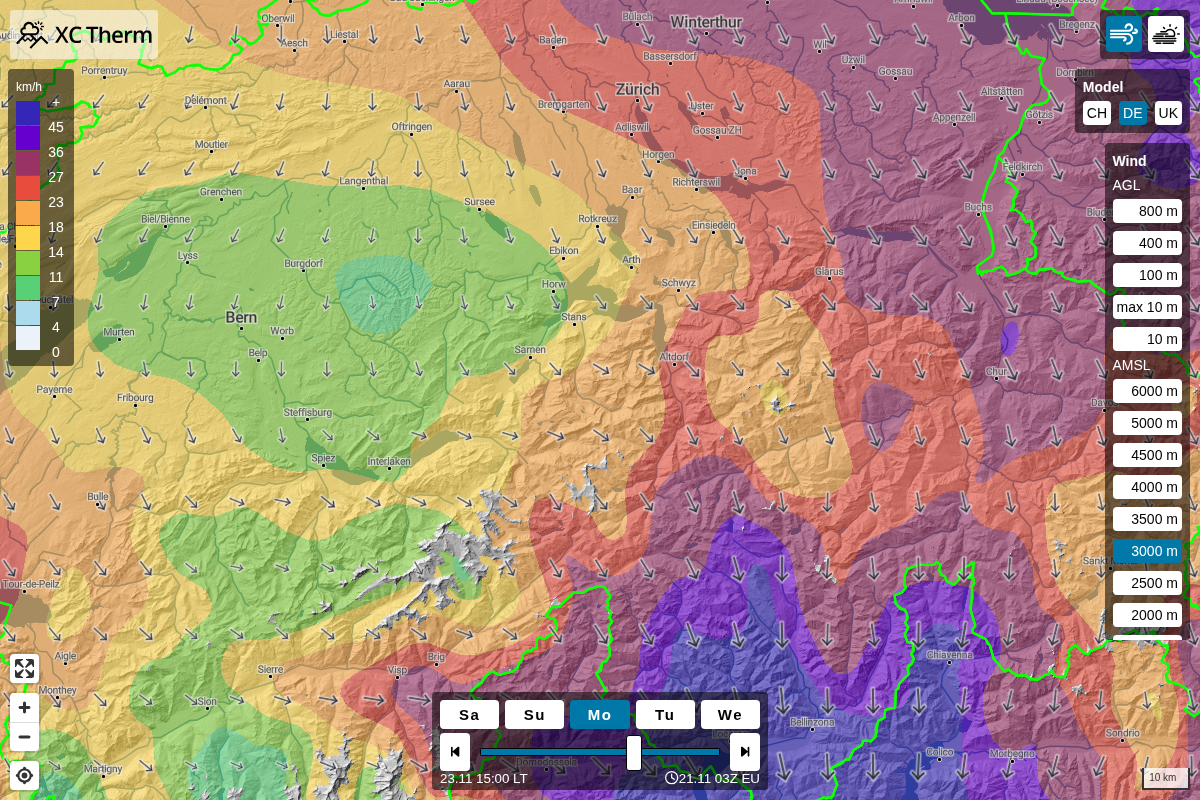 XC Therm
km/h
+
45
36
27
23
18
14
11
7
4
0
Oberwil
Aesch
Liestal
Porrentruy
Delémont
Moutier
Aarau
Oftringen
Baden
Bülach
Winterthur
Bassersdorf
Bremgarten
Zürich
Uster
Adliswil
Gossau ZH
Horgen
Wil
Uzwil
Gossau
Arbon
Bregenz
Dornbirn
Altstätten
Götzis
Appenzell
Feldkirch
Grenchen
Langenthal
Sursee
Baar
Richterswil
Jona
Buchs
Biel/Bienne
Rotkreuz
Einsiedeln
Lyss
Burgdorf
Ebikon
Arth
Glarus
Horw
Schwyz
Bern
Murten
Worb
Stans
Belp
Sarnen
Altdorf
Chur
Payerne
Fribourg
Steffisburg
Spiez
Interlaken
Bulle
Tour-de-Peilz
Aigle
Monthey
Sierre
Visp
Brig
Sion
Martigny
Domodossola
Bellinzona
Chiavenna
Colico
Morbegno
Sondrio
Model
CH
DE
UK
Wind
AGL
800 m
400 m
100 m
max 10 m
10 m
AMSL
6000 m
5000 m
4500 m
4000 m
3500 m
3000 m
2500 m
2000 m
+
−
Sa
Su
Mo
Tu
We
23.11 15:00 LT
21.11 03Z EU
10 km